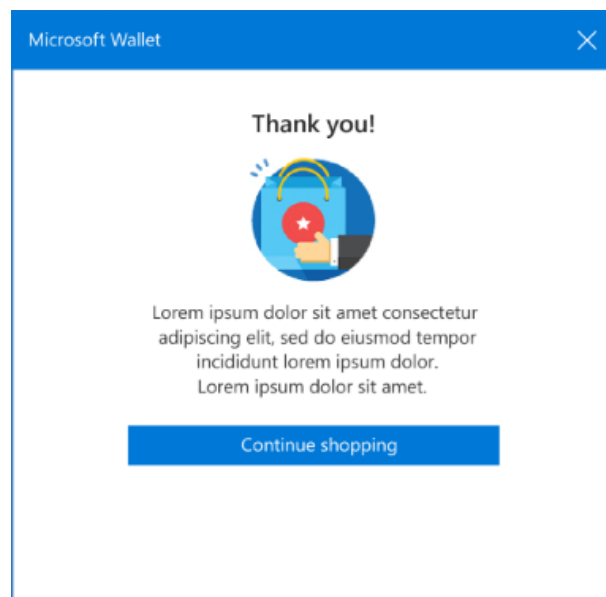 Microsoft Wallet
Thank you!
Lorem ipsum dolor sit amet consectetur
adipiscing elit, sed do eiusmod tempor
incididunt lorem ipsum dolor.
Lorem ipsum dolor sit amet.
Continue shopping